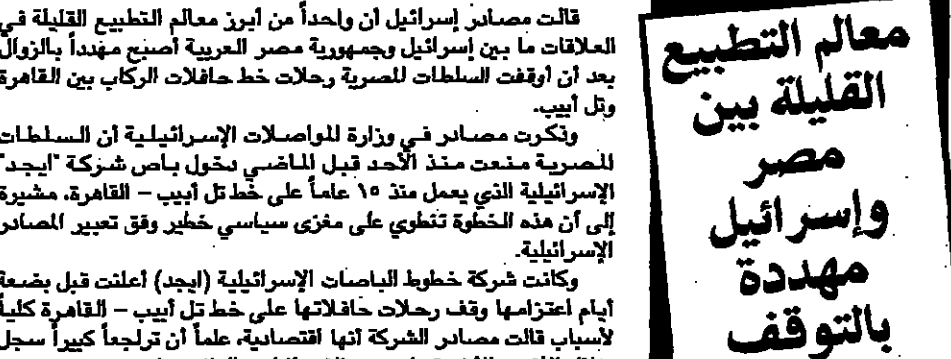 معالم التطبيع
القليلة بين
مصر
وإسرائيل
مهددة
بالتوقف
قالت مصادر إسرائيل أن واحداً من أبرز معالم التطبيع القليلة في
العلاقات ما بين إسرائيل وجمهورية مصر العربية أصبح مهدداً بالزوال
بعد أن أوقفت السلطات المصرية رحلات خط حافلات الركاب بين القاهرة
وتل أبيب.
وذكرت مصادر في وزارة المواصلات الإسرائيلية أن السلطات
المصرية منعت منذ الأحد قبل الماضي دخول باص شركة "ايجد"
الإسرائيلية الذي يعمل منذ ١٥ عاماً على خط تل أبيب – القاهرة، مشيرة
إلى أن هذه الخطوة تنطوي على مغزى سياسي خطير وفق تعبير المصادر
الإسرائيلية.
وكانت شركة خطوط الباصات الإسرائيلية (ايجد) أعلنت قبل بضعة
أيام اعتزامها وقف رحلات حافلاتها على خط تل أبيب – القاهرة كلياً
لأسباب قالت مصادر الشركة أنها اقتصادية، علماً أن تراجعاً كبيراً سجل